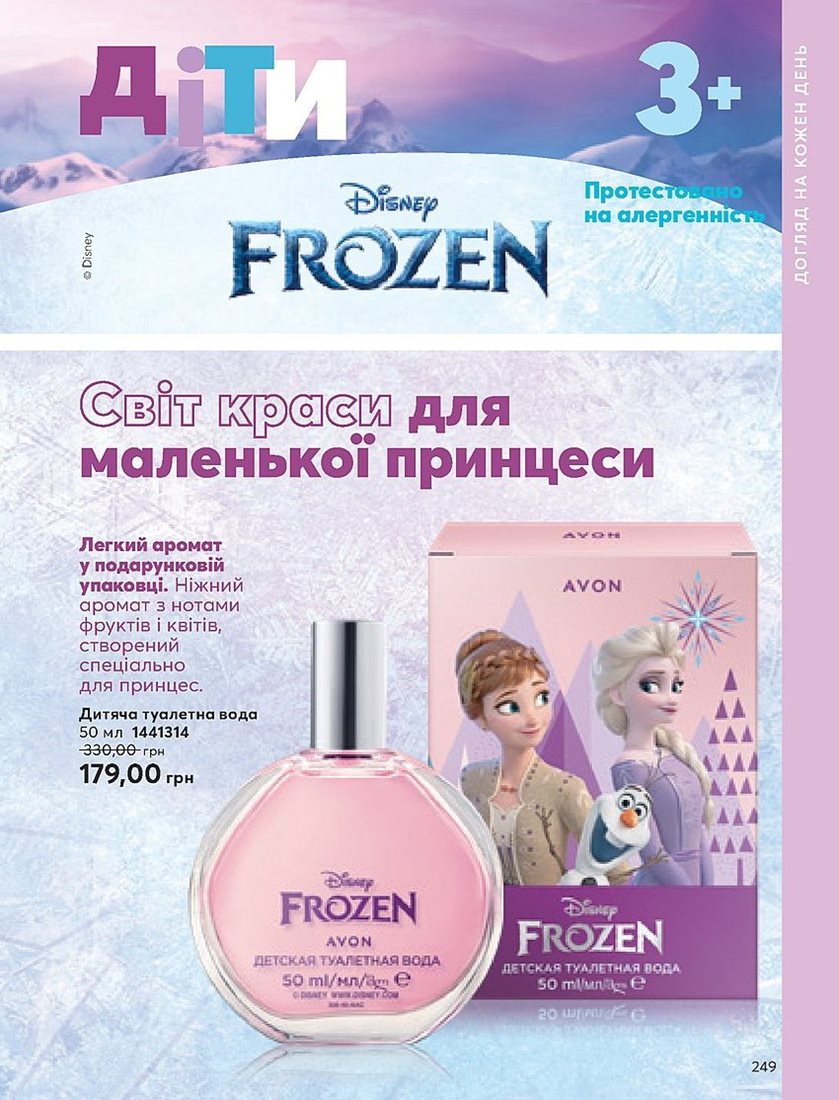 Діти
3+
Disney
FROZEN
Протестовано
на алергенність
© Disney
ДОГЛЯД НА КОЖЕН ДЕНЬ
Світ краси для
маленької принцеси
Легкий аромат
у подарунковій
упаковці. Ніжний
аромат з нотами
фруктів і квітів,
створений
спеціально
для принцес.
Дитяча туалетна вода
50 мл 1441314
330,00 грн
179,00 грн
AVON
AVON
Disney
FROZEN
AVON
ДЕТСКАЯ ТУАЛЕТНАЯ ВОДА
50 ml/мл/მლ ℮
© DISNEY WWW.DISNEY.COM
Disney
FROZEN
ДЕТСКАЯ ТУАЛЕТНАЯ ВОДА
50 ml/мл/მლ ℮
249